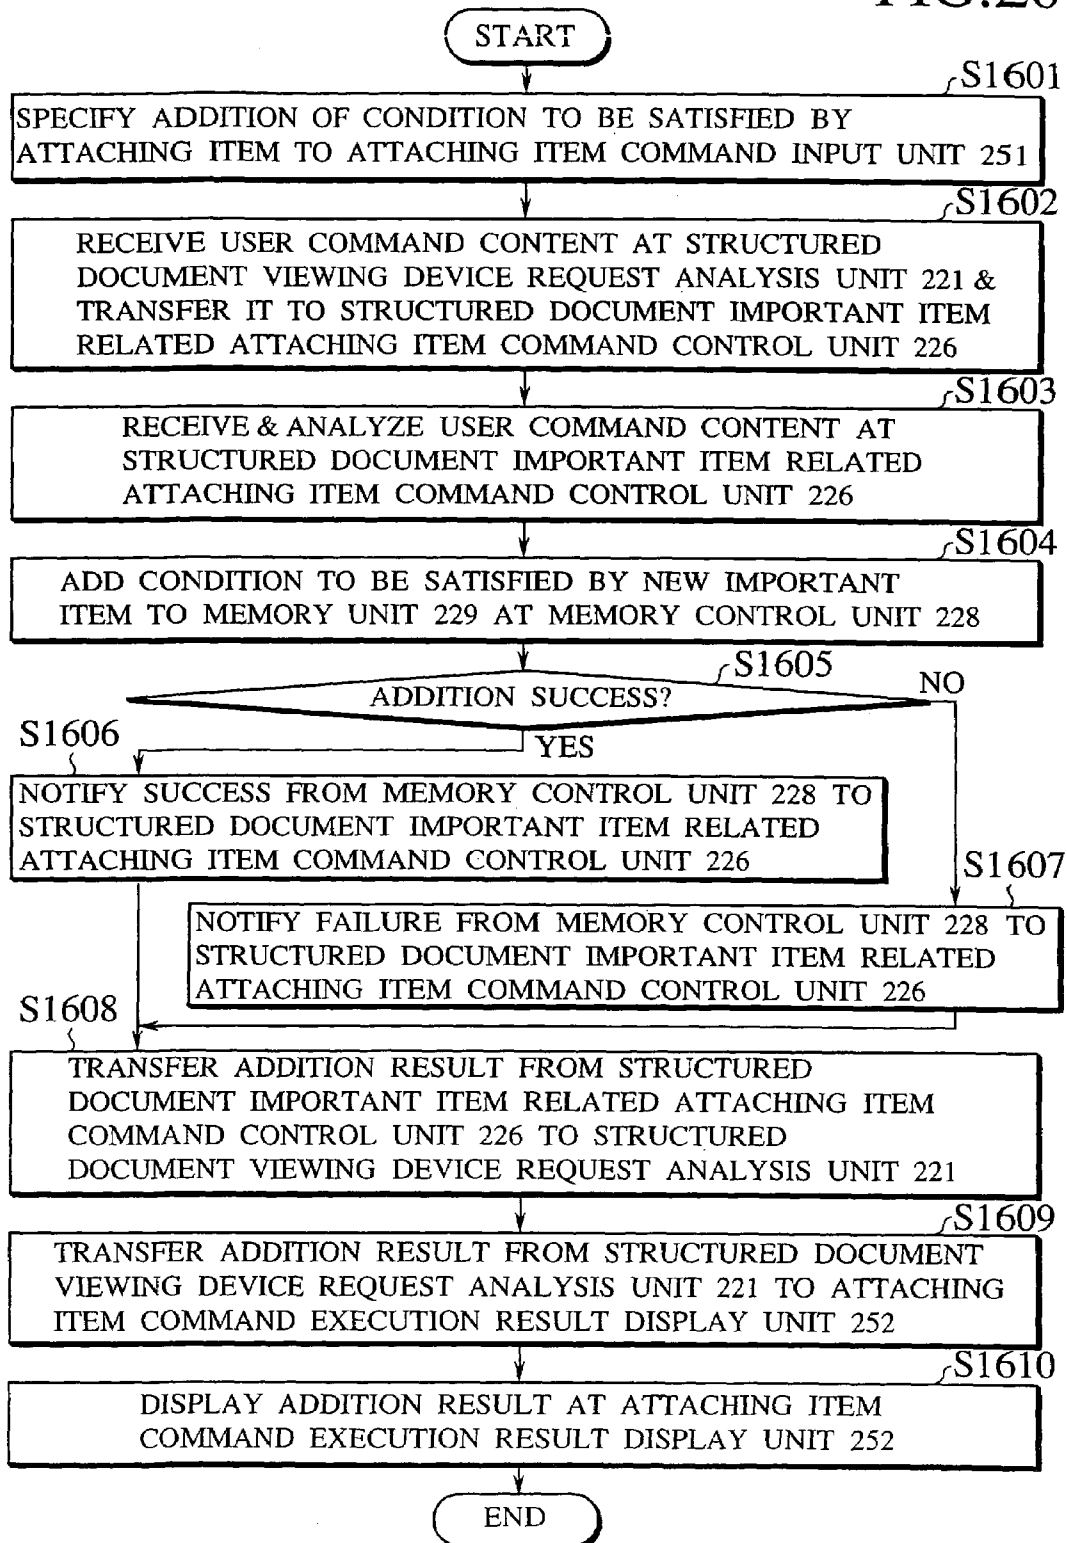 START
S1601
SPECIFY ADDITION OF CONDITION TO BE SATISFIED BY
ATTACHING ITEM TO ATTACHING ITEM COMMAND INPUT UNIT 251
S1602
RECEIVE USER COMMAND CONTENT AT STRUCTURED
DOCUMENT VIEWING DEVICE REQUEST ANALYSIS UNIT 221 &
TRANSFER IT TO STRUCTURED DOCUMENT IMPORTANT ITEM
RELATED ATTACHING ITEM COMMAND CONTROL UNIT 226
S1603
RECEIVE & ANALYZE USER COMMAND CONTENT AT
STRUCTURED DOCUMENT IMPORTANT ITEM RELATED
ATTACHING ITEM COMMAND CONTROL UNIT 226
S1604
ADD CONDITION TO BE SATISFIED BY NEW IMPORTANT
ITEM TO MEMORY UNIT 229 AT MEMORY CONTROL UNIT 228
S1605
ADDITION SUCCESS?
NO
YES
S1606
NOTIFY SUCCESS FROM MEMORY CONTROL UNIT 228 TO
STRUCTURED DOCUMENT IMPORTANT ITEM RELATED
ATTACHING ITEM COMMAND CONTROL UNIT 226
S1607
NOTIFY FAILURE FROM MEMORY CONTROL UNIT 228 TO
STRUCTURED DOCUMENT IMPORTANT ITEM RELATED
ATTACHING ITEM COMMAND CONTROL UNIT 226
S1608
TRANSFER ADDITION RESULT FROM STRUCTURED
DOCUMENT IMPORTANT ITEM RELATED ATTACHING ITEM
COMMAND CONTROL UNIT 226 TO STRUCTURED
DOCUMENT VIEWING DEVICE REQUEST ANALYSIS UNIT 221
S1609
TRANSFER ADDITION RESULT FROM STRUCTURED DOCUMENT
VIEWING DEVICE REQUEST ANALYSIS UNIT 221 TO ATTACHING
ITEM COMMAND EXECUTION RESULT DISPLAY UNIT 252
S1610
DISPLAY ADDITION RESULT AT ATTACHING ITEM
COMMAND EXECUTION RESULT DISPLAY UNIT 252
END